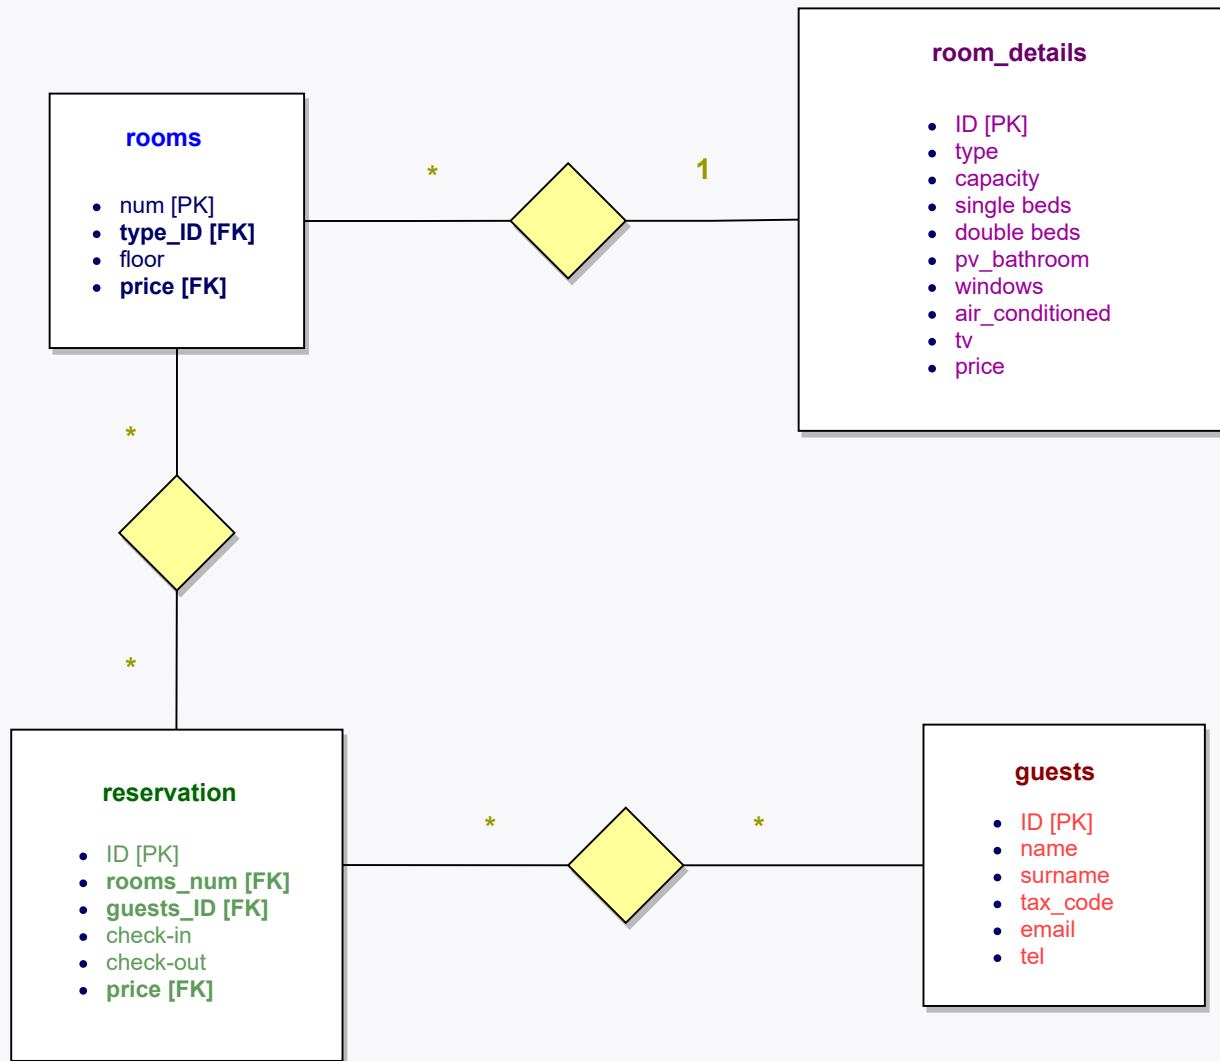 room_details
ID [PK]
type
capacity
single beds
double beds
pv_bathroom
windows
air_conditioned
tv
price
rooms
num [PK]
type_ID [FK]
floor
price [FK]
*
1
*
*
reservation
ID [PK]
rooms_num [FK]
guests_ID [FK]
check-in
check-out
price [FK]
*
*
guests
ID [PK]
name
surname
tax_code
email
tel